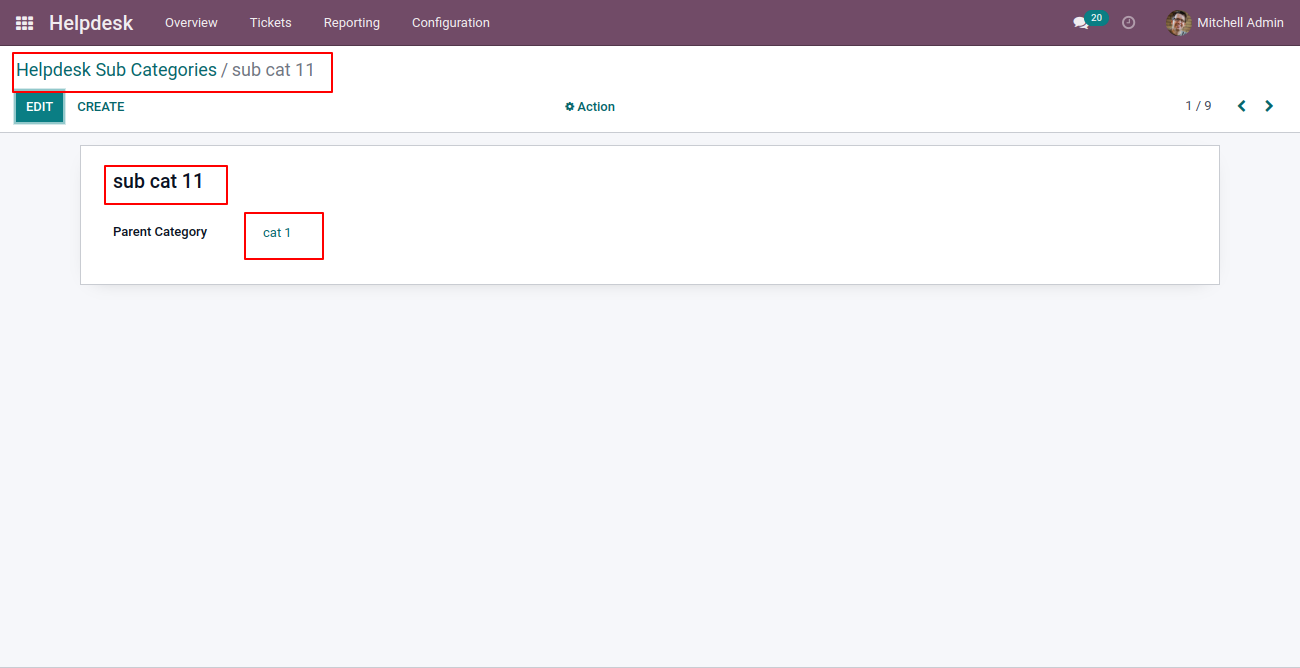 Helpdesk Overview Tickets Reporting Configuration 20 Mitchell Admin
Helpdesk Sub Categories / sub cat 11
EDIT CREATE Action 1 / 9
sub cat 11
Parent Category cat 1